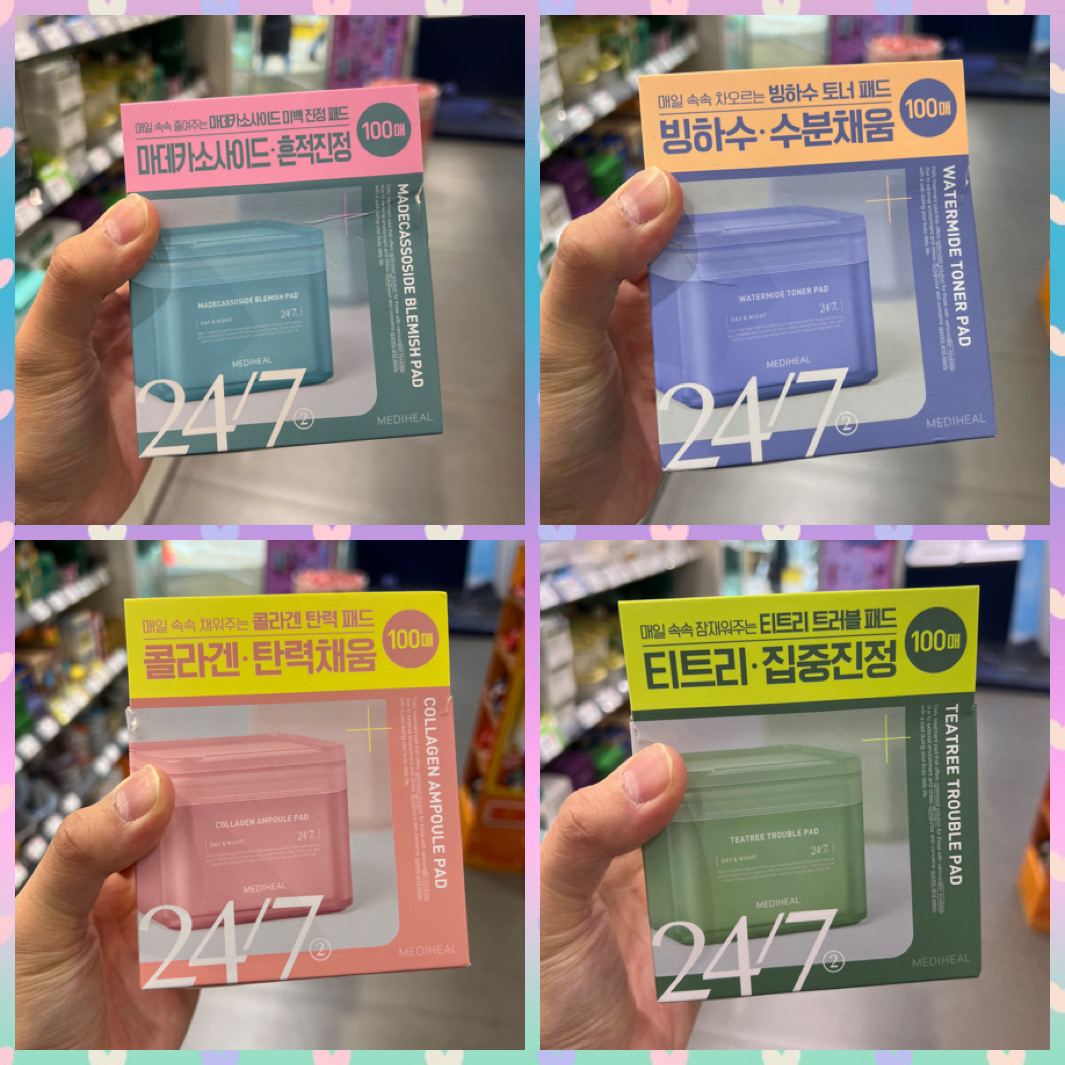 매일 속속 줄여주는 마데카소사이드 미백 진정 패드
마데카소사이드·흔적진정
100매
MADECASSOSIDE BLEMISH PAD
MADECASSOSIDE BLEMISH PAD
DAY & NIGHT
24/7.
MEDIHEAL
24/7②
MEDIHEAL
매일 속속 차오르는 빙하수 토너 패드
빙하수·수분채움
100매
WATERMIDE TONER PAD
WATERMIDE TONER PAD
DAY & NIGHT
24/7.
MEDIHEAL
24/7②
MEDIHEAL
매일 속속 채워주는 콜라겐 탄력 패드
콜라겐·탄력채움
100매
COLLAGEN AMPOULE PAD
COLLAGEN AMPOULE PAD
DAY & NIGHT
24/7.
MEDIHEAL
24/7②
MEDIHEAL
매일 속속 잠재워주는 티트리 트러블 패드
티트리·집중진정
100매
TEATREE TROUBLE PAD
TEATREE TROUBLE PAD
DAY & NIGHT
24/7.
MEDIHEAL
24/7②
MEDIHEAL